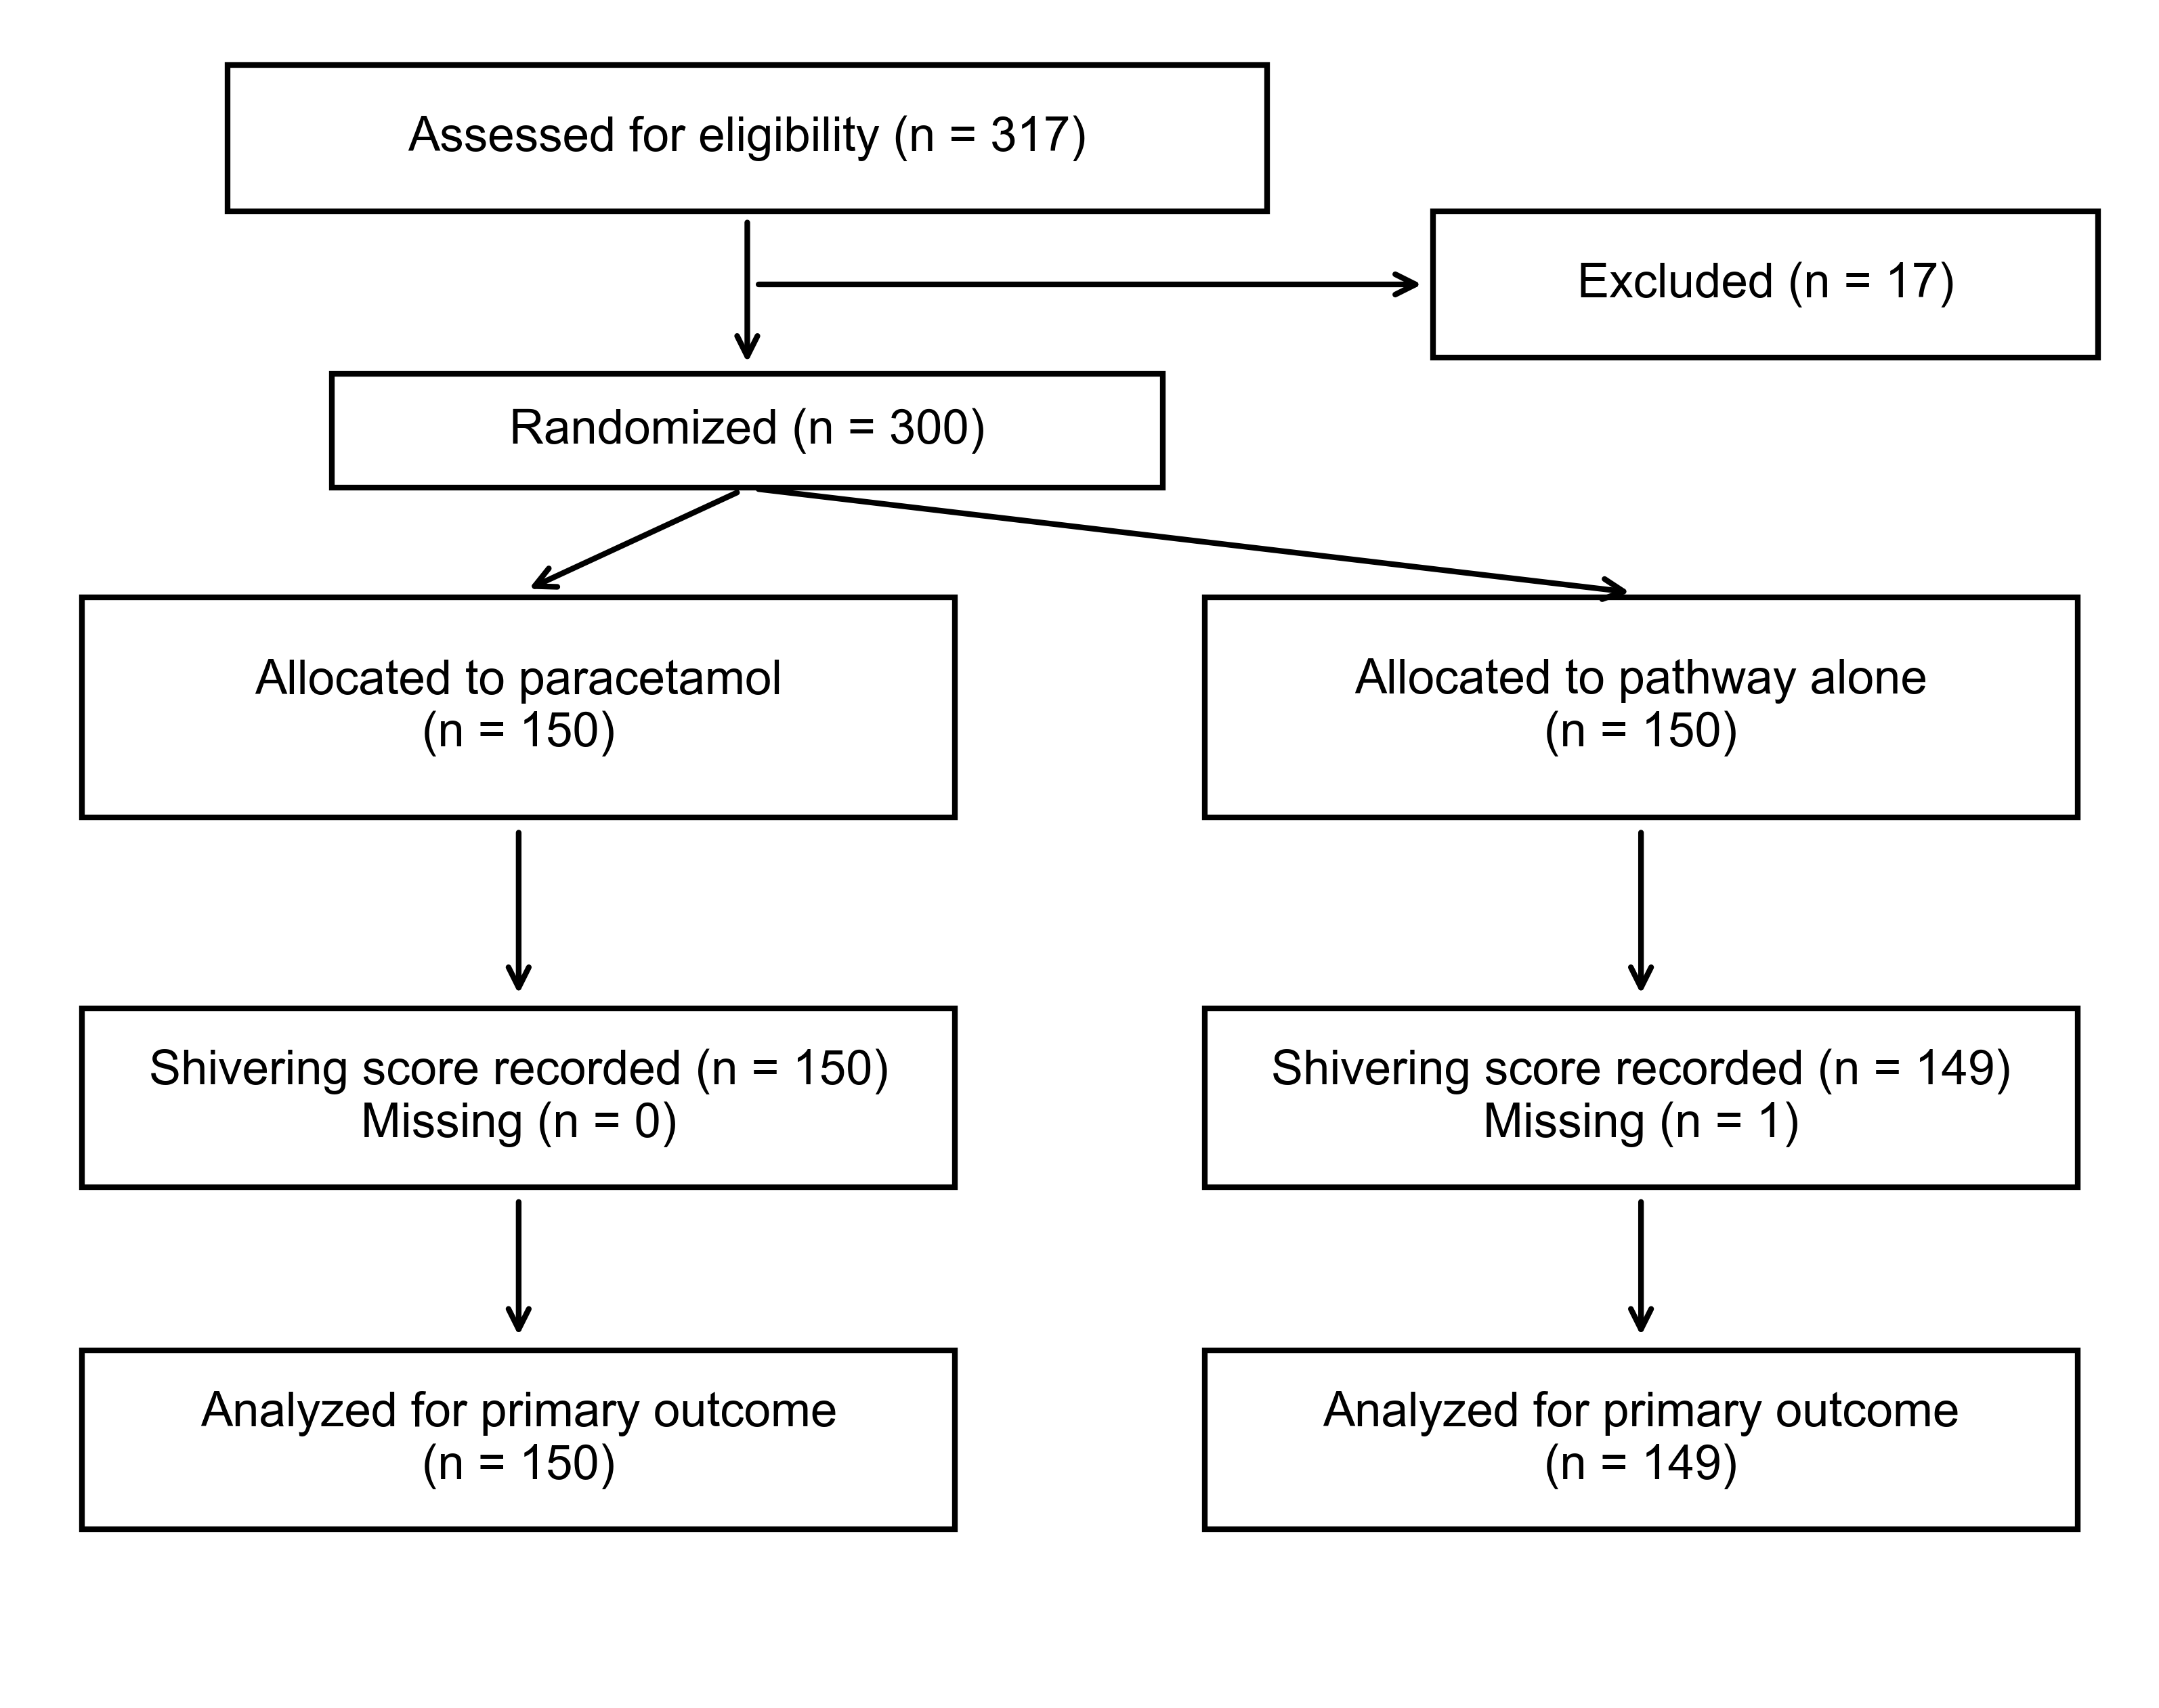 Assessed for eligibility (n = 317)
Excluded (n = 17)
Randomized (n = 300)
Allocated to paracetamol
(n = 150)
Allocated to pathway alone
(n = 150)
Shivering score recorded (n = 150)
Missing (n = 0)
Shivering score recorded (n = 149)
Missing (n = 1)
Analyzed for primary outcome
(n = 150)
Analyzed for primary outcome
(n = 149)